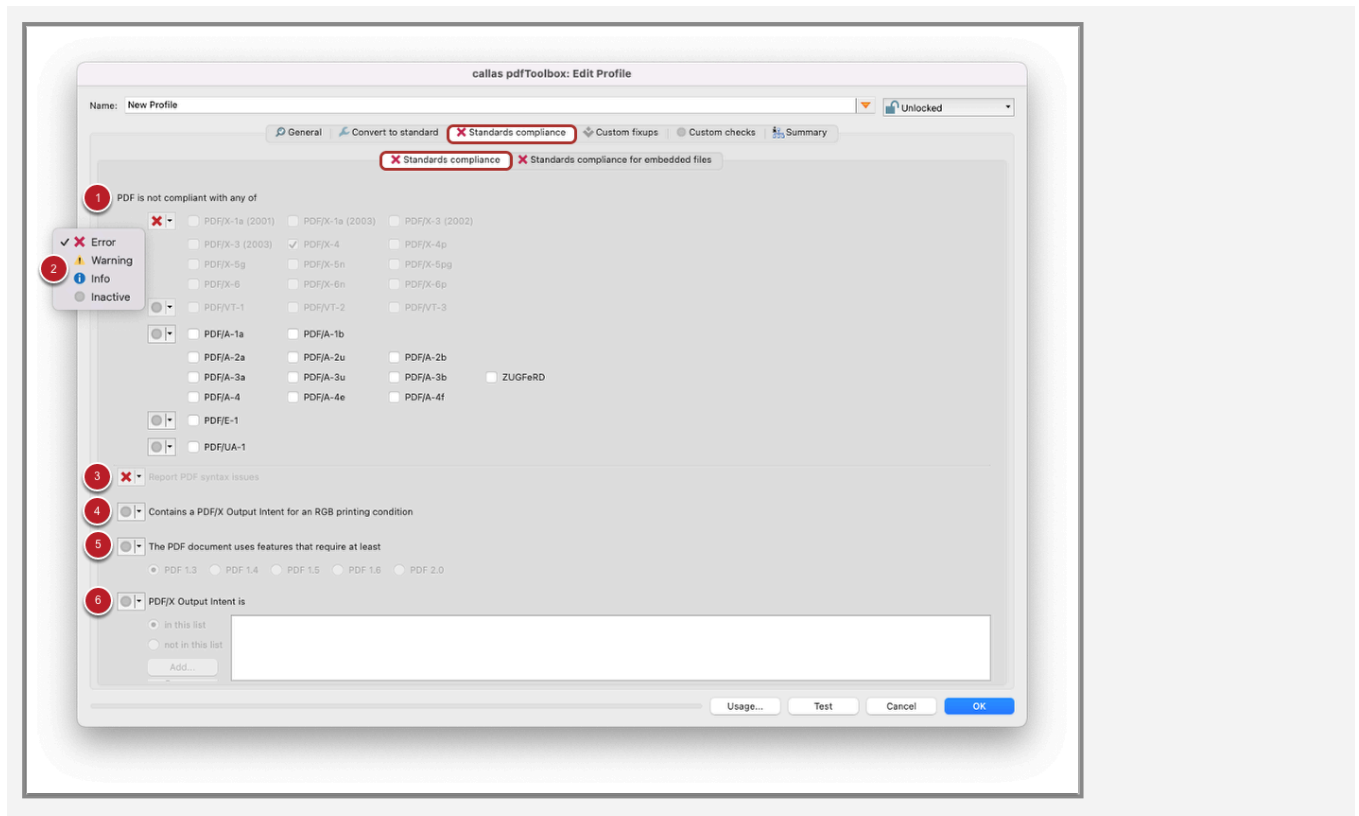 callas pdfToolbox: Edit Profile
Name: New Profile Unlocked
General Convert to standard Standards compliance Custom fixups Custom checks Summary
Standards compliance Standards compliance for embedded files
1 PDF is not compliant with any of
PDF/X-1a (2001) PDF/X-1a (2003) PDF/X-3 (2002)
Error PDF/X-3 (2003) PDF/X-4 PDF/X-4p
2 Warning PDF/X-5g PDF/X-5n PDF/X-5pg
Info PDF/X-6 PDF/X-6n PDF/X-6p
Inactive
PDF/VT-1 PDF/VT-2 PDF/VT-3
PDF/A-1a PDF/A-1b
PDF/A-2a PDF/A-2u PDF/A-2b
PDF/A-3a PDF/A-3u PDF/A-3b ZUGFeRD
PDF/A-4 PDF/A-4e PDF/A-4f
PDF/E-1
PDF/UA-1
3 Report PDF syntax issues
4 Contains a PDF/X Output Intent for an RGB printing condition
5 The PDF document uses features that require at least
PDF 1.3 PDF 1.4 PDF 1.5 PDF 1.6 PDF 2.0
6 PDF/X Output Intent is
in this list
not in this list
Add...
Usage... Test Cancel OK